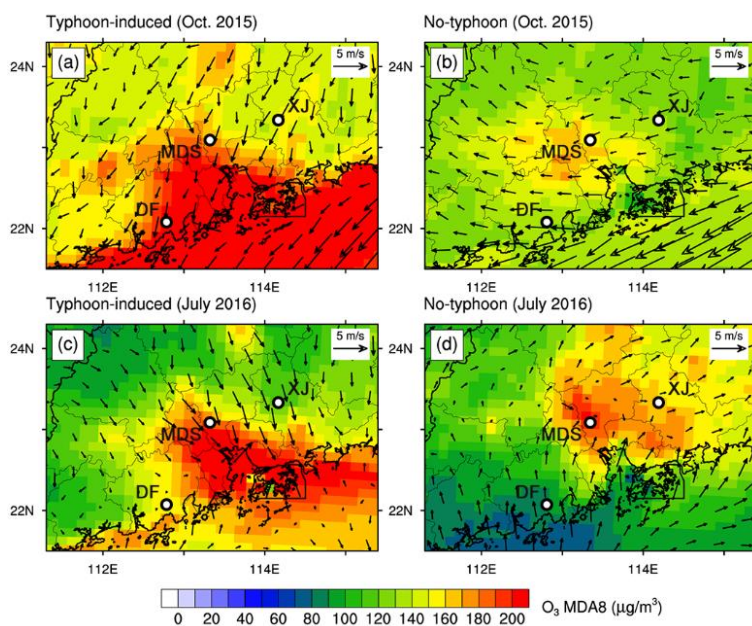 Typhoon-induced (Oct. 2015)
No-typhoon (Oct. 2015)
24N
(a)
5 m/s
XJ
MDS
DF
22N
112E
114E
24N
(b)
5 m/s
XJ
MDS
DF
22N
112E
114E
Typhoon-induced (July 2016)
No-typhoon (July 2016)
24N
(c)
5 m/s
XJ
MDS
DF
22N
112E
114E
24N
(d)
5 m/s
XJ
MDS
DF
22N
112E
114E
0 20 40 60 80 100 120 140 160 180 200
O₃ MDA8 (μg/m³)